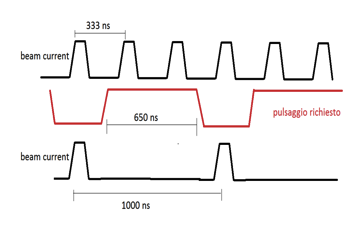 333 ns
beam current
pulsaggio richiesto
650 ns
beam current
1000 ns